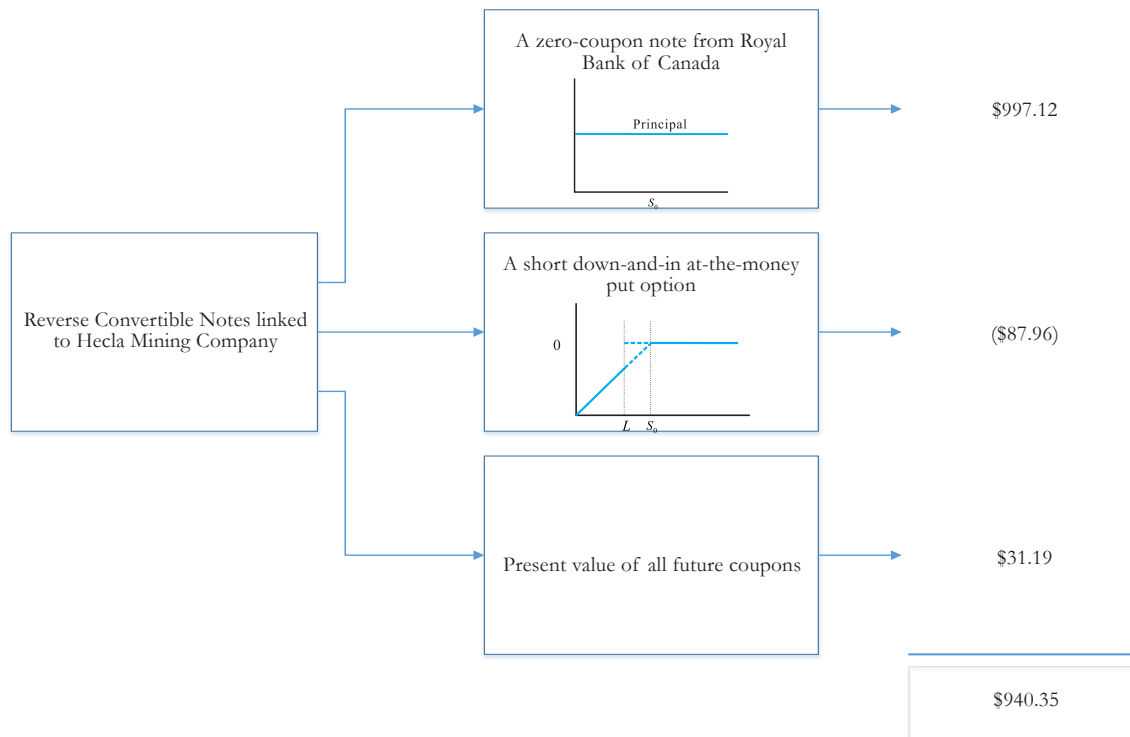 A zero-coupon note from Royal
Bank of Canada
Principal
S₀
$997.12
Reverse Convertible Notes linked
to Hecla Mining Company
A short down-and-in at-the-money
put option
0
L S₀
($87.96)
Present value of all future coupons
$31.19
$940.35